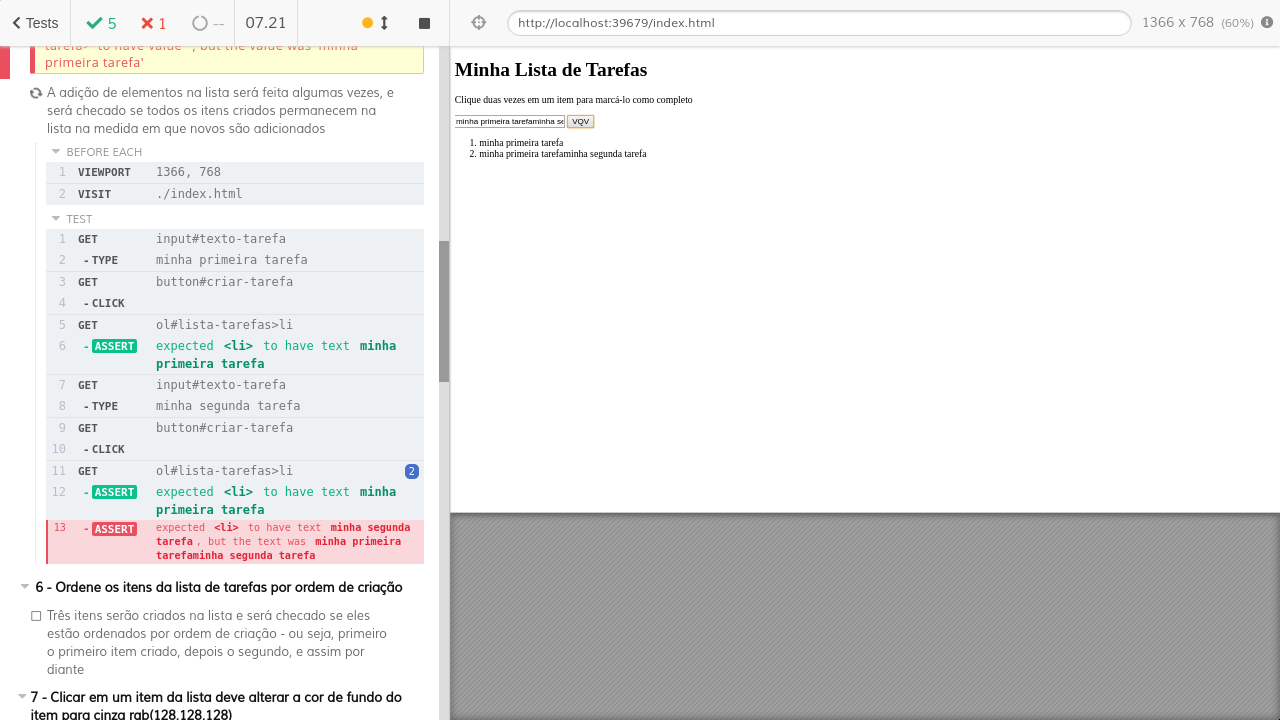 Tests
5
1
--
07.21
http://localhost:39679/index.html
1366 x 768 (60%)
tarefa>' to have value '', but the value was 'minha
primeira tarefa'
A adição de elementos na lista será feita algumas vezes, e
será checado se todos os itens criados permanecem na
lista na medida em que novos são adicionados
BEFORE EACH
1 VIEWPORT 1366, 768
2 VISIT ./index.html
TEST
1 GET input#texto-tarefa
2 -TYPE minha primeira tarefa
3 GET button#criar-tarefa
4 -CLICK
5 GET ol#lista-tarefas>li
6 -ASSERT expected <li> to have text minha
primeira tarefa
7 GET input#texto-tarefa
8 -TYPE minha segunda tarefa
9 GET button#criar-tarefa
10 -CLICK
11 GET ol#lista-tarefas>li 2
12 -ASSERT expected <li> to have text minha
primeira tarefa
13 -ASSERT expected <li> to have text minha segunda
tarefa, but the text was minha primeira
tarefaminha segunda tarefa
6 - Ordene os itens da lista de tarefas por ordem de criação
Três itens serão criados na lista e será checado se eles
estão ordenados por ordem de criação - ou seja, primeiro
o primeiro item criado, depois o segundo, e assim por
diante
7 - Clicar em um item da lista deve alterar a cor de fundo do
item para cinza rgb(128,128,128)
Minha Lista de Tarefas
Clique duas vezes em um item para marcá-lo como completo
minha primeira tarefaminha se
VQV
1. minha primeira tarefa
2. minha primeira tarefaminha segunda tarefa